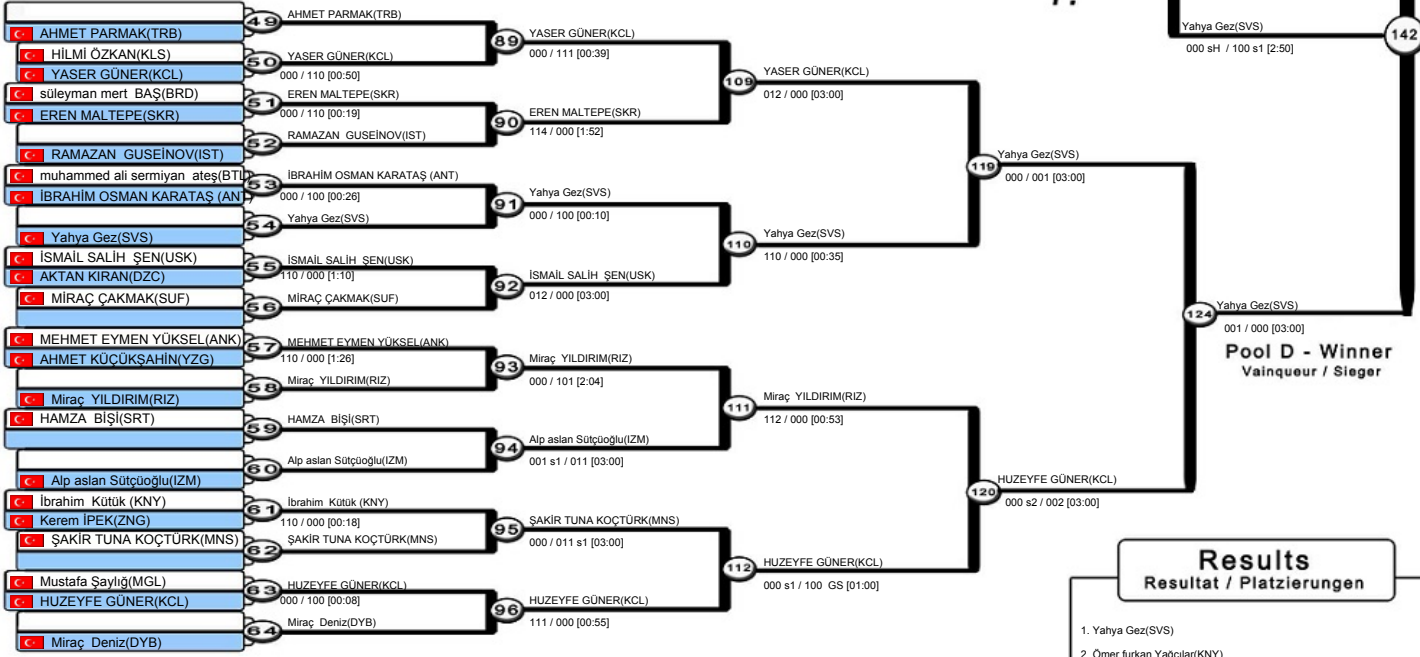 AHMET PARMAK(TRB)
HİLMİ ÖZKAN(KLS)
YASER GÜNER(KCL)
süleyman mert BAŞ(BRD)
EREN MALTEPE(SKR)
RAMAZAN GUSEİNOV(IST)
muhammed ali sermiyan ateş(BTL)
İBRAHİM OSMAN KARATAŞ (ANT)
Yahya Gez(SVS)
İSMAİL SALİH ŞEN(USK)
AKTAN KIRAN(DZC)
MİRAÇ ÇAKMAK(SUF)
MEHMET EYMEN YÜKSEL(ANK)
AHMET KÜÇÜKŞAHİN(YZG)
Miraç YILDIRIM(RIZ)
HAMZA BİŞİ(SRT)
Alp aslan Sütçüoğlu(IZM)
İbrahim Kütük (KNY)
Kerem İPEK(ZNG)
ŞAKİR TUNA KOÇTÜRK(MNS)
Mustafa Şaylığ(MGL)
HUZEYFE GÜNER(KCL)
Miraç Deniz(DYB)
49 AHMET PARMAK(TRB)
50 YASER GÜNER(KCL)
000 / 110 [00:50]
51 EREN MALTEPE(SKR)
000 / 110 [00:19]
52 RAMAZAN GUSEİNOV(IST)
53 İBRAHİM OSMAN KARATAŞ (ANT)
000 / 100 [00:26]
54 Yahya Gez(SVS)
55 İSMAİL SALİH ŞEN(USK)
110 / 000 [1:10]
56 MİRAÇ ÇAKMAK(SUF)
57 MEHMET EYMEN YÜKSEL(ANK)
110 / 000 [1:26]
58 Miraç YILDIRIM(RIZ)
59 HAMZA BİŞİ(SRT)
60 Alp aslan Sütçüoğlu(IZM)
61 İbrahim Kütük (KNY)
110 / 000 [00:18]
62 ŞAKİR TUNA KOÇTÜRK(MNS)
63 HUZEYFE GÜNER(KCL)
000 / 100 [00:08]
64 Miraç Deniz(DYB)
89 YASER GÜNER(KCL)
000 / 111 [00:39]
90 EREN MALTEPE(SKR)
114 / 000 [1:52]
91 Yahya Gez(SVS)
000 / 100 [00:10]
92 İSMAİL SALİH ŞEN(USK)
012 / 000 [03:00]
93 Miraç YILDIRIM(RIZ)
000 / 101 [2:04]
94 Alp aslan Sütçüoğlu(IZM)
001 s1 / 011 [03:00]
95 ŞAKİR TUNA KOÇTÜRK(MNS)
000 / 011 s1 [03:00]
96 HUZEYFE GÜNER(KCL)
111 / 000 [00:55]
109 YASER GÜNER(KCL)
012 / 000 [03:00]
110 Yahya Gez(SVS)
110 / 000 [00:35]
111 Miraç YILDIRIM(RIZ)
112 / 000 [00:53]
112 HUZEYFE GÜNER(KCL)
000 s1 / 100 GS [01:00]
119 Yahya Gez(SVS)
000 / 001 [03:00]
120 HUZEYFE GÜNER(KCL)
000 s2 / 002 [03:00]
124 Yahya Gez(SVS)
001 / 000 [03:00]
Pool D - Winner
Vainqueur / Sieger
Yahya Gez(SVS)
000 sH / 100 s1 [2:50]
142
Results
Resultat / Platzierungen
1. Yahya Gez(SVS)
2. Ömer furkan Yağcılar(KNY)